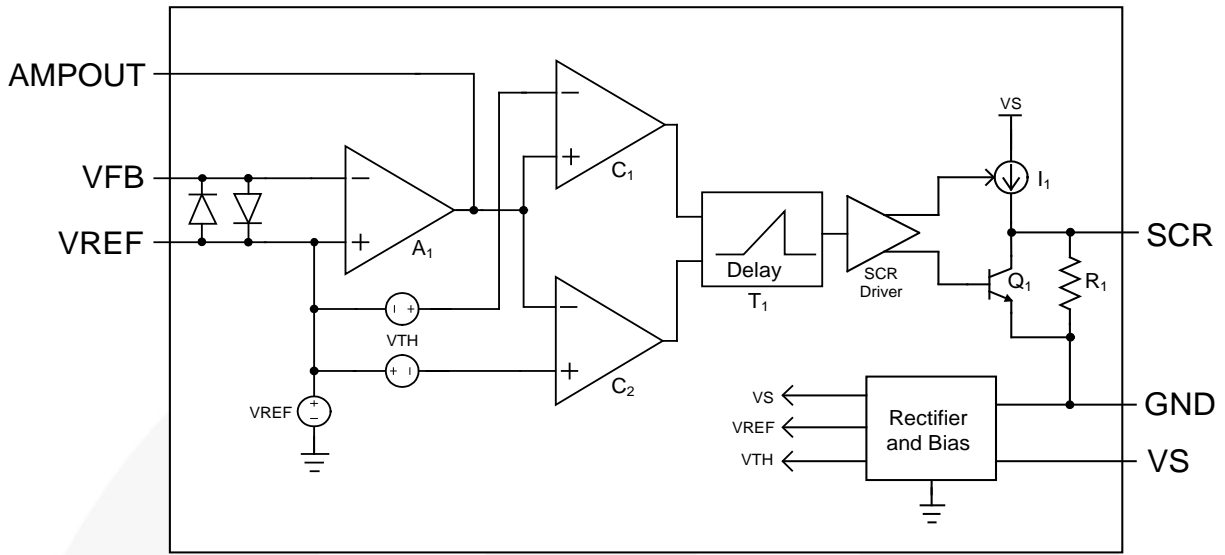 AMPOUT
VFB
VREF
− +
A₁
− +
C₁
− +
C₂
− +
VTH
+ −
VREF
+
−
Delay
T₁
SCR
Driver
VS
I₁
Q₁
R₁
SCR
GND
VS
VS
VREF
VTH
Rectifier
and Bias